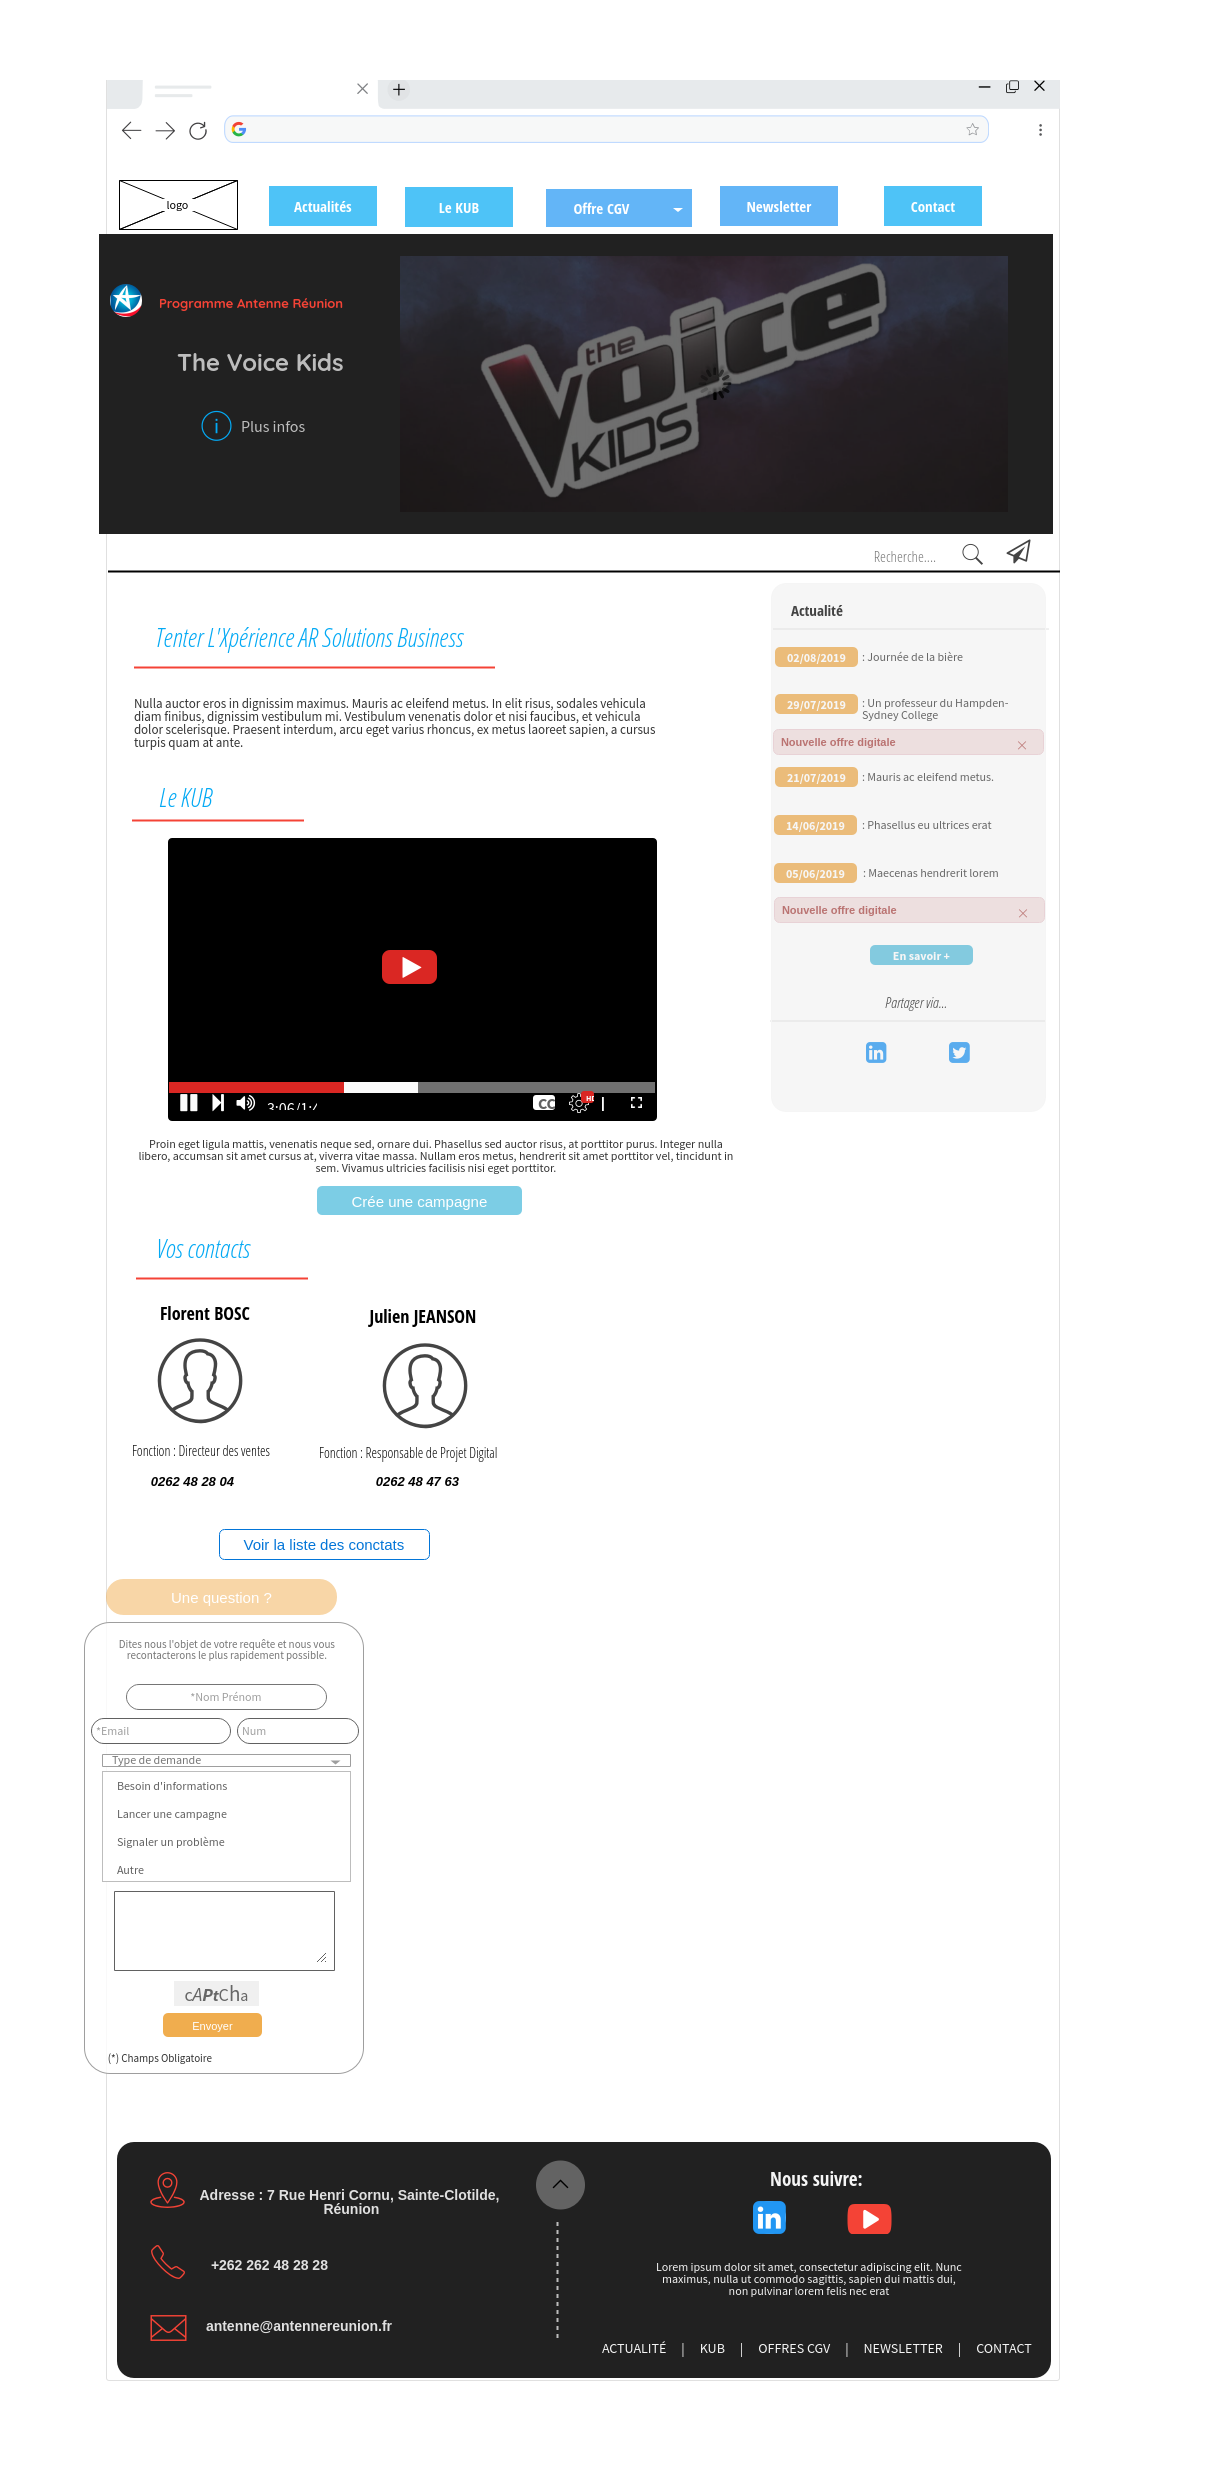 logo
Actualités
Le KUB
Offre CGV
Newsletter
Contact
Programme Antenne Réunion
The Voice Kids
Plus infos
the
Voice
KIDS
Recherche....
Tenter L'Xpérience AR Solutions Business
Nulla auctor eros in dignissim maximus. Mauris ac eleifend metus. In elit risus, sodales vehicula
diam finibus, dignissim vestibulum mi. Vestibulum venenatis dolor et nisi faucibus, et vehicula
dolor scelerisque. Praesent interdum, arcu eget varius rhoncus, ex metus laoreet sapien, a cursus
turpis quam at ante.
Actualité
02/08/2019 : Journée de la bière
29/07/2019 : Un professeur du Hampden-
Sydney College
Nouvelle offre digitale
21/07/2019 : Mauris ac eleifend metus.
14/06/2019 : Phasellus eu ultrices erat
05/06/2019 : Maecenas hendrerit lorem
Nouvelle offre digitale
En savoir +
Partager via...
Le KUB
CC
Proin eget ligula mattis, venenatis neque sed, ornare dui. Phasellus sed auctor risus, at porttitor purus. Integer nulla
libero, accumsan sit amet cursus at, viverra vitae massa. Nullam eros metus, hendrerit sit amet porttitor vel, tincidunt in
sem. Vivamus ultricies facilisis nisi eget porttitor.
Crée une campagne
Vos contacts
Florent BOSC
Julien JEANSON
Fonction : Directeur des ventes
Fonction : Responsable de Projet Digital
0262 48 28 04
0262 48 47 63
Voir la liste des conctats
Une question ?
Dites nous l'objet de votre requête et nous vous
recontacterons le plus rapidement possible.
*Nom Prénom
*Email
Num
Type de demande
Besoin d'informations
Lancer une campagne
Signaler un problème
Autre
cAPtCha
Envoyer
(*) Champs Obligatoire
Adresse : 7 Rue Henri Cornu, Sainte-Clotilde,
Réunion
+262 262 48 28 28
antenne@antennereunion.fr
Nous suivre:
Lorem ipsum dolor sit amet, consectetur adipiscing elit. Nunc
maximus, nulla ut commodo sagittis, sapien dui mattis dui,
non pulvinar lorem felis nec erat
ACTUALITÉ | KUB | OFFRES CGV | NEWSLETTER | CONTACT